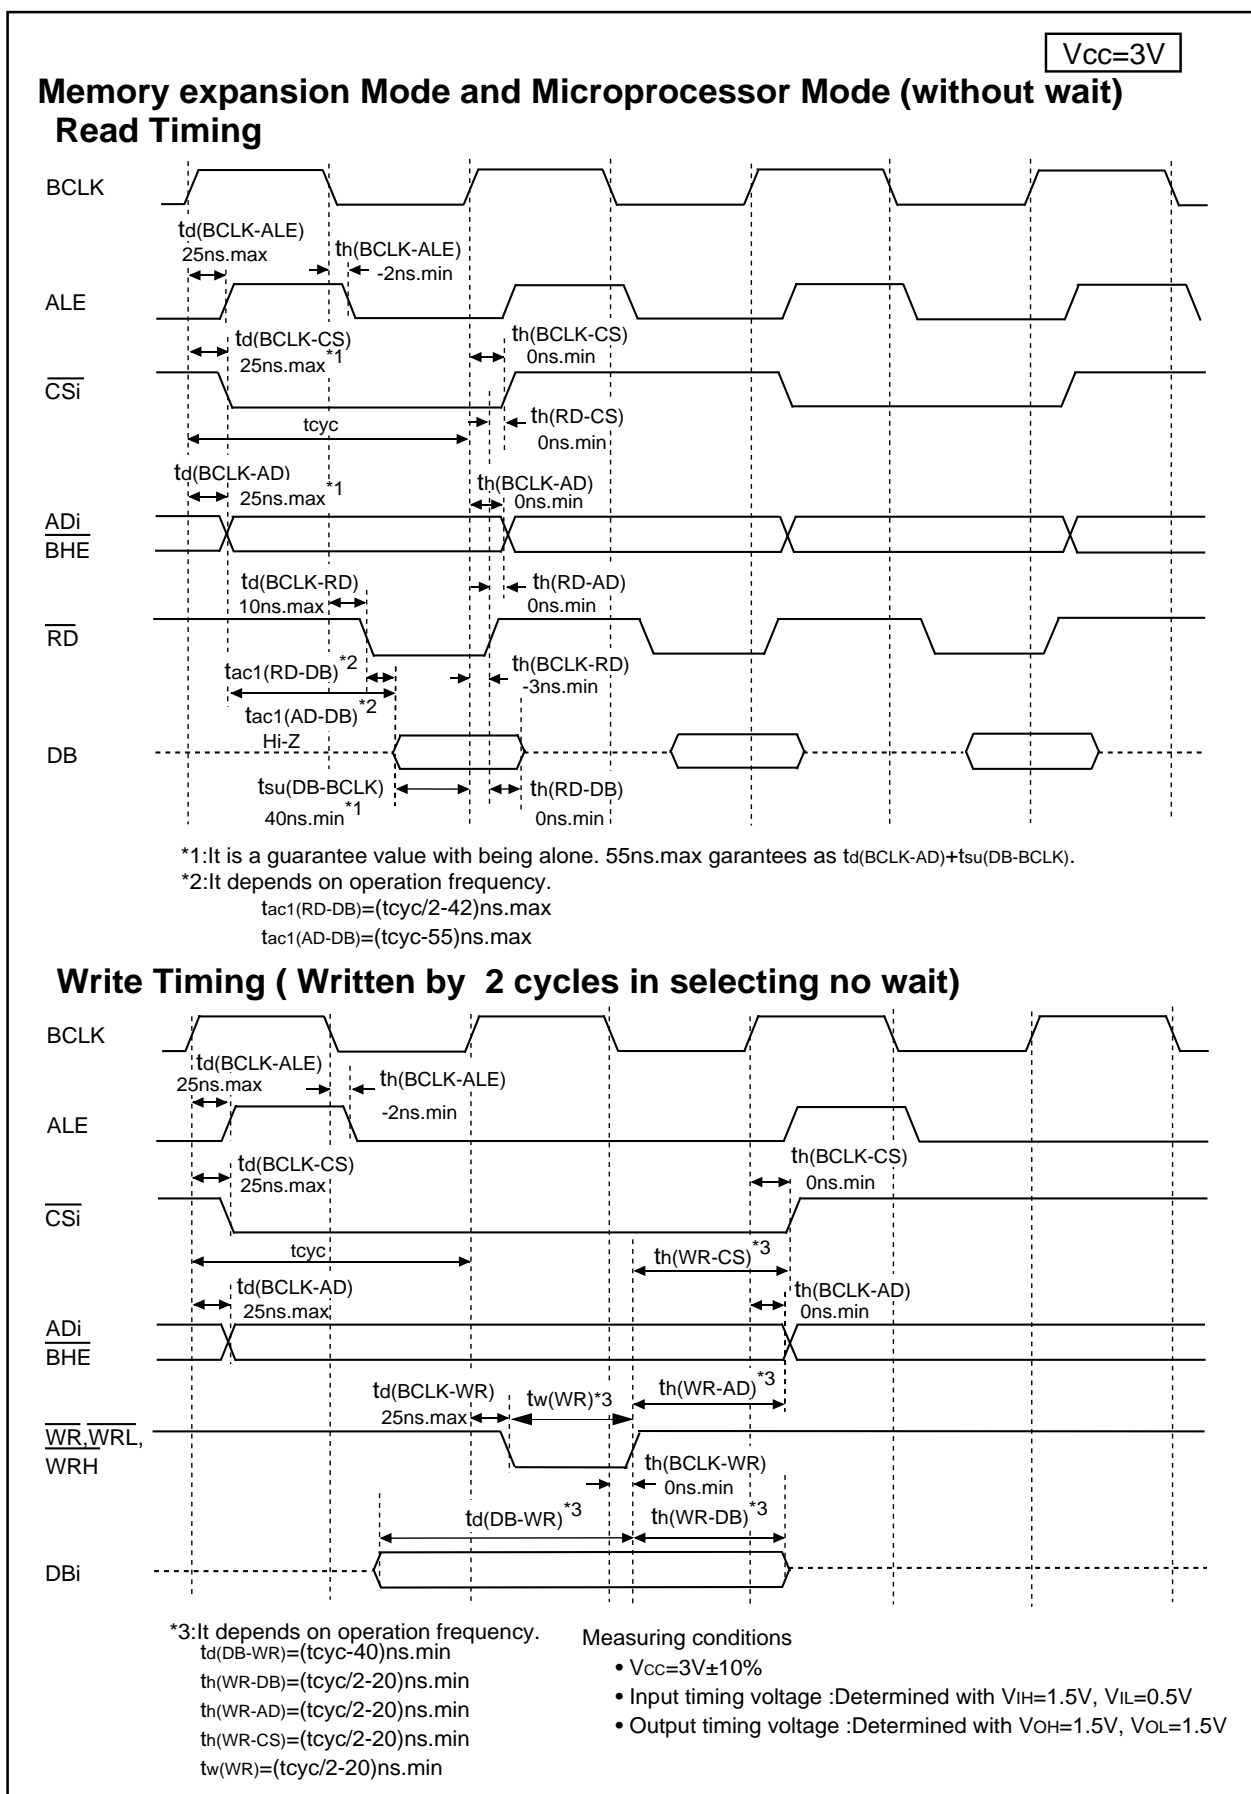 Vcc=3V
Memory expansion Mode and Microprocessor Mode (without wait)
Read Timing
BCLK
td(BCLK-ALE)
25ns.max
th(BCLK-ALE)
-2ns.min
ALE
td(BCLK-CS)
25ns.max*1
th(BCLK-CS)
0ns.min
CSi
tcyc
th(RD-CS)
0ns.min
td(BCLK-AD)
25ns.max*1
th(BCLK-AD)
0ns.min
ADi
BHE
td(BCLK-RD)
10ns.max
th(RD-AD)
0ns.min
RD
tac1(RD-DB)*2
th(BCLK-RD)
-3ns.min
tac1(AD-DB)*2
Hi-Z
DB
tsu(DB-BCLK)
40ns.min*1
th(RD-DB)
0ns.min
*1:It is a guarantee value with being alone. 55ns.max garantees as td(BCLK-AD)+tsu(DB-BCLK).
*2:It depends on operation frequency.
tac1(RD-DB)=(tcyc/2-42)ns.max
tac1(AD-DB)=(tcyc-55)ns.max
Write Timing ( Written by 2 cycles in selecting no wait)
BCLK
td(BCLK-ALE)
25ns.max
th(BCLK-ALE)
-2ns.min
ALE
td(BCLK-CS)
25ns.max
th(BCLK-CS)
0ns.min
CSi
tcyc
th(WR-CS)*3
td(BCLK-AD)
25ns.max
th(BCLK-AD)
0ns.min
ADi
BHE
td(BCLK-WR)
25ns.max
tw(WR)*3
th(WR-AD)*3
WR,WRL,
WRH
th(BCLK-WR)
0ns.min
td(DB-WR)*3
th(WR-DB)*3
DBi
*3:It depends on operation frequency.
td(DB-WR)=(tcyc-40)ns.min
th(WR-DB)=(tcyc/2-20)ns.min
th(WR-AD)=(tcyc/2-20)ns.min
th(WR-CS)=(tcyc/2-20)ns.min
tw(WR)=(tcyc/2-20)ns.min
Measuring conditions
• VCC=3V±10%
• Input timing voltage :Determined with VIH=1.5V, VIL=0.5V
• Output timing voltage :Determined with VOH=1.5V, VOL=1.5V